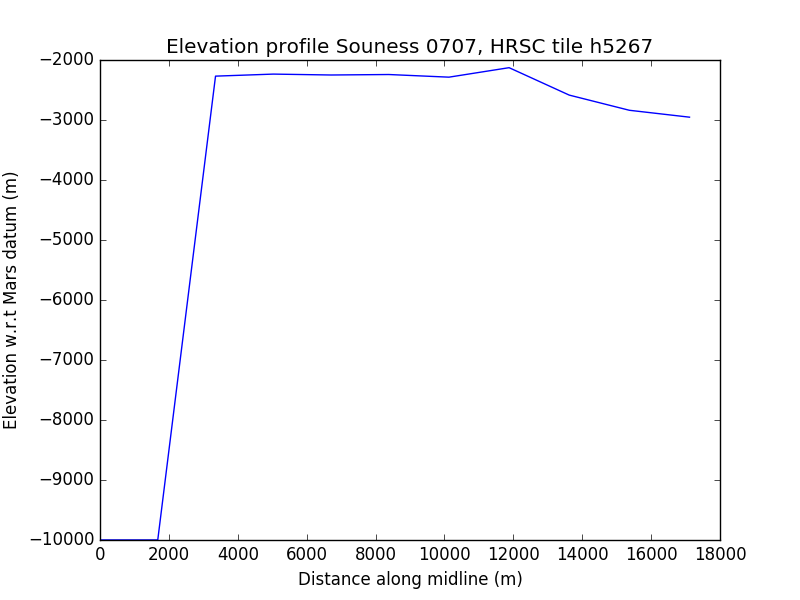 Elevation profile Souness 0707, HRSC tile h5267
−2000
−3000
−4000
−5000
−6000
−7000
−8000
−9000
−10000
Elevation w.r.t Mars datum (m)
0 2000 4000 6000 8000 10000 12000 14000 16000 18000
Distance along midline (m)